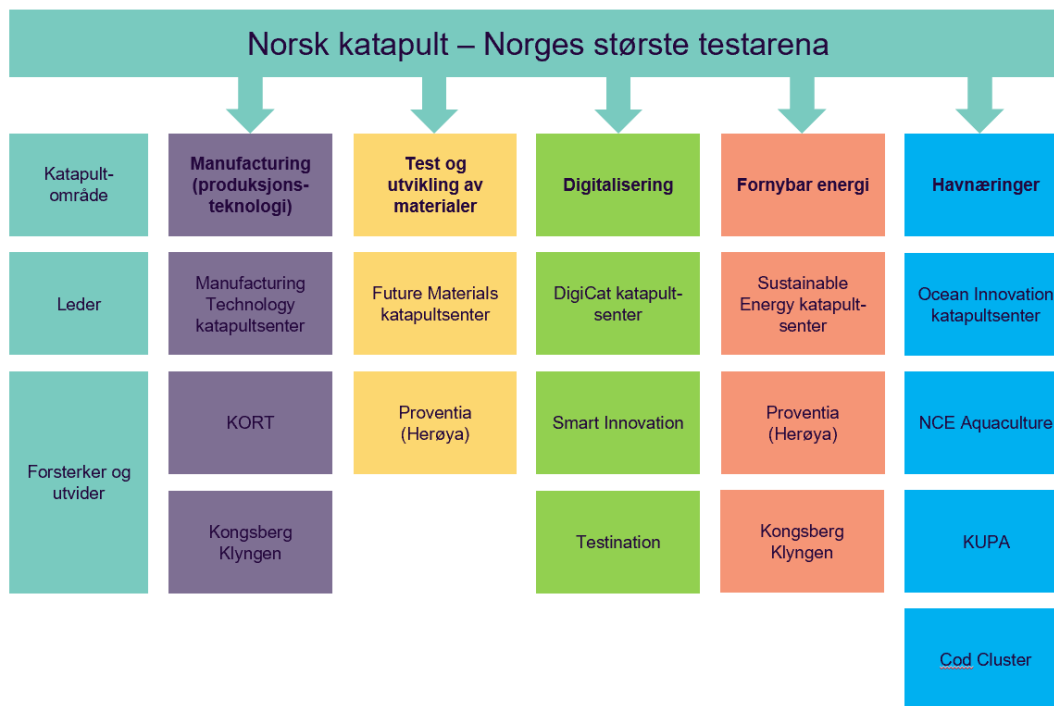 Norsk katapult – Norges største testarena
Katapult-
område
Manufacturing
(produksjons-
teknologi)
Test og
utvikling av
materialer
Digitalisering
Fornybar energi
Havnæringer
Leder
Manufacturing
Technology
katapultsenter
Future Materials
katapultsenter
DigiCat katapult-
senter
Sustainable
Energy katapult-
senter
Ocean Innovation
katapultsenter
Forsterker og
utvider
KORT
Proventia
(Herøya)
Smart Innovation
Proventia
(Herøya)
NCE Aquaculture
Kongsberg
Klyngen
Testination
Kongsberg
Klyngen
KUPA
Cod Cluster